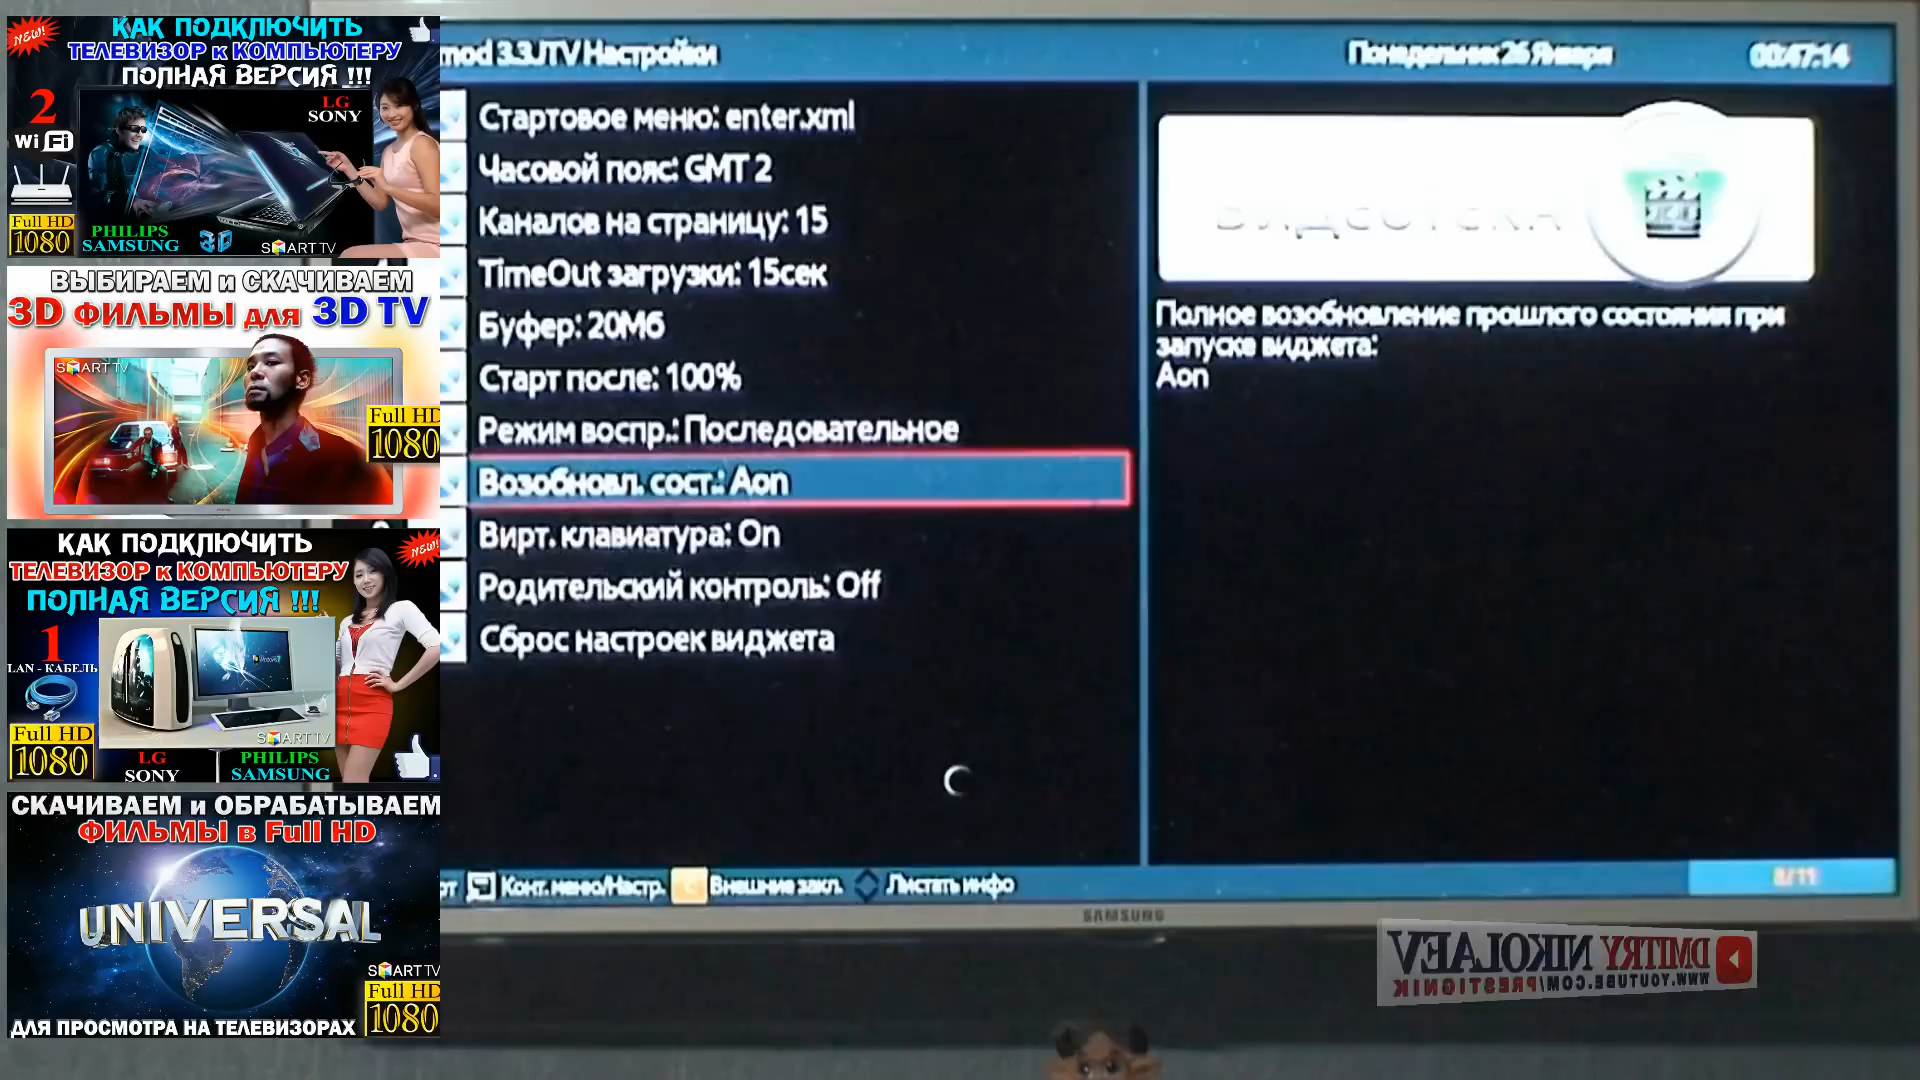 NEW!
КАК ПОДКЛЮЧИТЬ
ТЕЛЕВИЗОР к КОМПЬЮТЕРУ
ПОЛНАЯ ВЕРСИЯ !!!
2
LG
SONY
Wi Fi
Full HD
1080
PHILIPS
SAMSUNG
3D
SMART TV
ВЫБИРАЕМ и СКАЧИВАЕМ
3D ФИЛЬМЫ для 3D TV
SMART TV
Full HD
1080
КАК ПОДКЛЮЧИТЬ
NEW!
ТЕЛЕВИЗОР к КОМПЬЮТЕРУ
ПОЛНАЯ ВЕРСИЯ !!!
1
LAN - КАБЕЛЬ
Full HD
1080
SMART TV
LG
SONY
PHILIPS
SAMSUNG
СКАЧИВАЕМ и ОБРАБАТЫВАЕМ
ФИЛЬМЫ в Full HD
UNIVERSAL
SMART TV
Full HD
1080
ДЛЯ ПРОСМОТРА НА ТЕЛЕВИЗОРАХ
mod 3.3 JTV Настройки
Понедельник 26 Января
00:47:14
Стартовое меню: enter.xml
Часовой пояс: GMT 2
Каналов на страницу: 15
TimeOut загрузки: 15сек
Буфер: 20Мб
Старт после: 100%
Режим воспр.: Последовательное
Возобновл. сост.: Aon
Вирт. клавиатура: On
Родительский контроль: Off
Сброс настроек виджета
ВИДЕОТЕКА
Полное возобновление прошлого состояния при
запуске виджета:
Aon
Конт. меню/Настр.
Внешние закл.
Листать инфо
8/11
SAMSUNG
DMITRY NIKOLAEV
WWW.YOUTUBE.COM/PRESTIGNIK